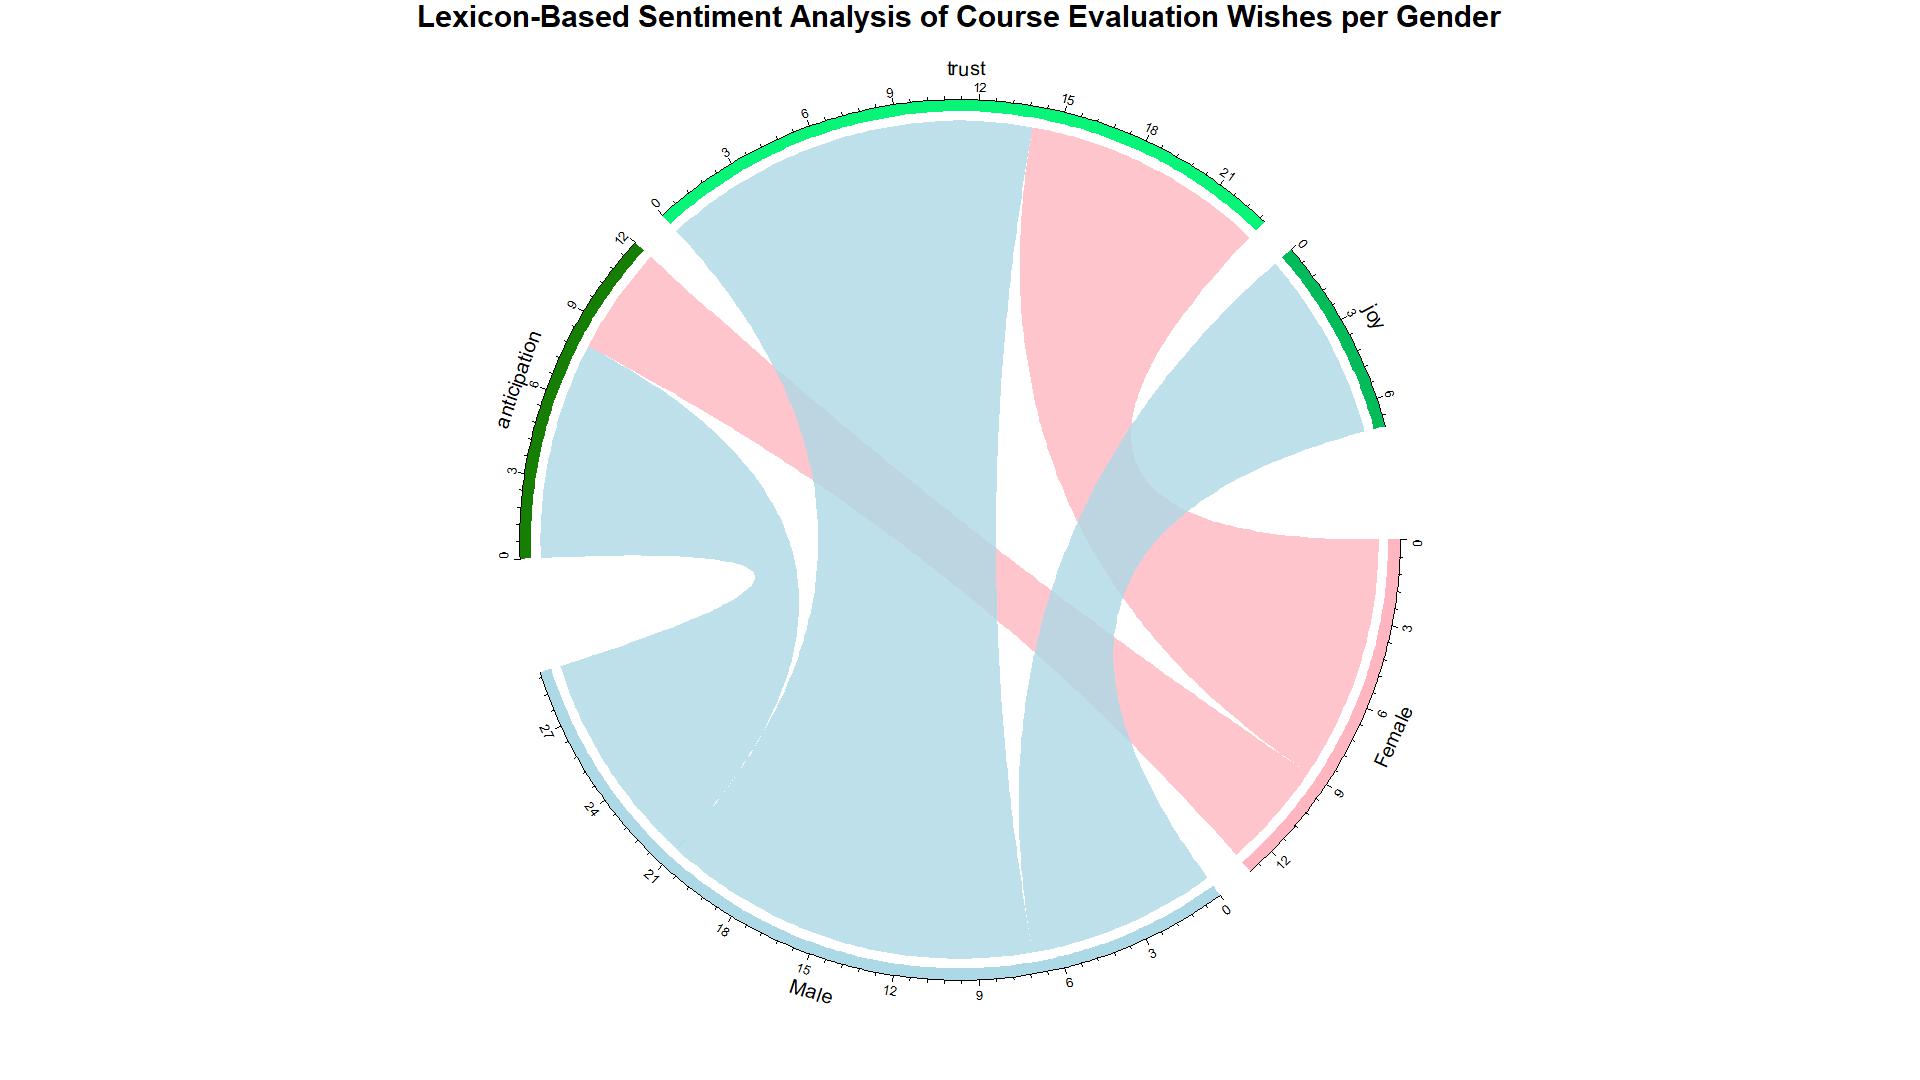 Lexicon-Based Sentiment Analysis of Course Evaluation Wishes per Gender
trust
0 3 6 9 12 15 18 21
joy
0 3 6
Female
0 3 6 9 12
Male
0 3 6 9 12 15 18 21 24 27
anticipation
0 3 6 9 12